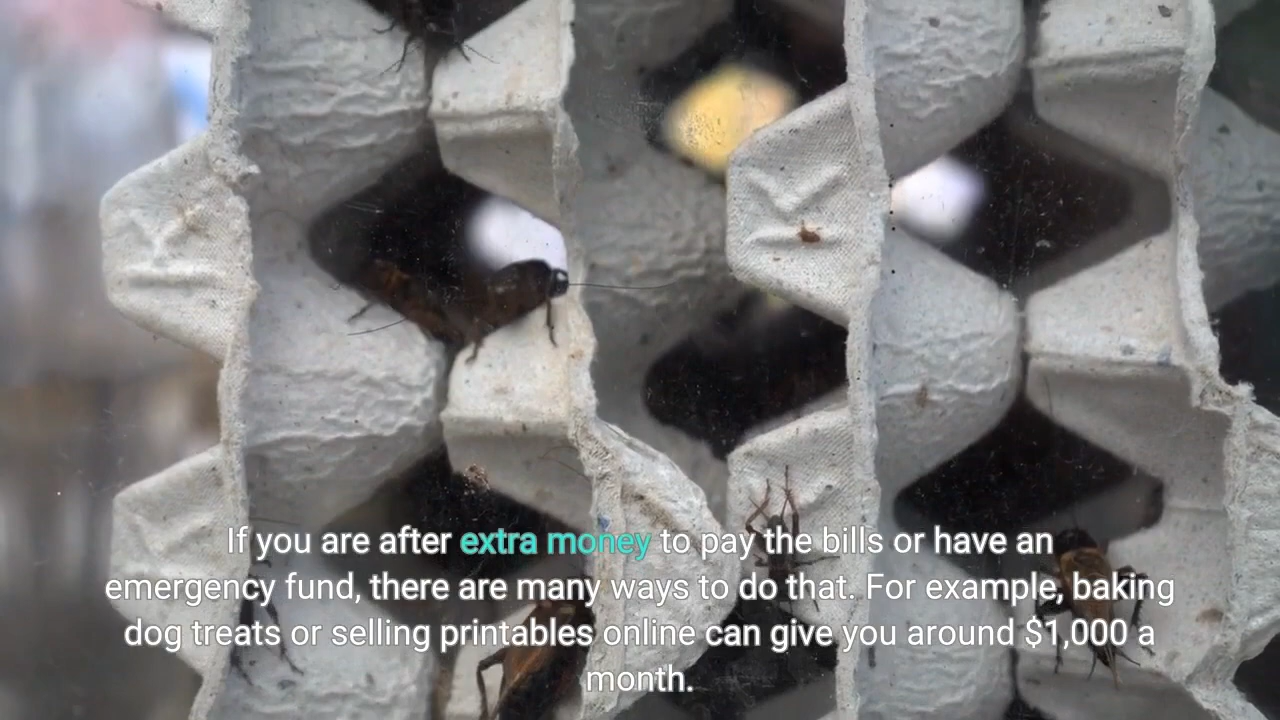 If you are after extra money to pay the bills or have an
emergency fund, there are many ways to do that. For example, baking
dog treats or selling printables online can give you around $1,000 a
month.